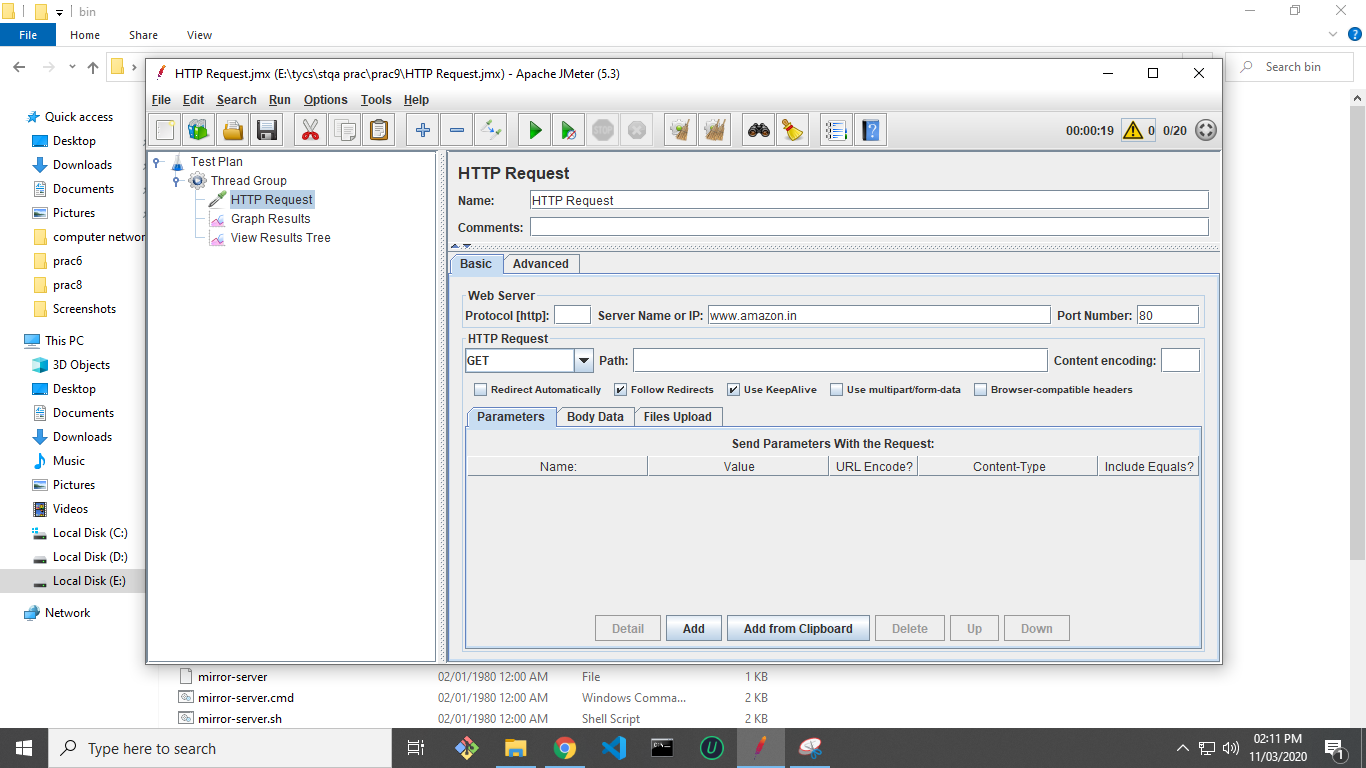 bin
File Home Share View
Search bin
HTTP Request.jmx (E:\tycs\stqa prac\prac9\HTTP Request.jmx) - Apache JMeter (5.3)
File Edit Search Run Options Tools Help
STOP
00:00:19 0 0/20
Quick access
Desktop
Downloads
Documents
Pictures
computer networ
prac6
prac8
Screenshots
This PC
3D Objects
Desktop
Documents
Downloads
Music
Pictures
Videos
Local Disk (C:)
Local Disk (D:)
Local Disk (E:)
Network
Test Plan
Thread Group
HTTP Request
Graph Results
View Results Tree
HTTP Request
Name: HTTP Request
Comments:
Basic Advanced
Web Server
Protocol [http]: Server Name or IP: www.amazon.in Port Number: 80
HTTP Request
GET Path: Content encoding:
Redirect Automatically Follow Redirects Use KeepAlive Use multipart/form-data Browser-compatible headers
Parameters Body Data Files Upload
Send Parameters With the Request:
Name: Value URL Encode? Content-Type Include Equals?
Detail Add Add from Clipboard Delete Up Down
mirror-server 02/01/1980 12:00 AM File 1 KB
mirror-server.cmd 02/01/1980 12:00 AM Windows Comma... 2 KB
mirror-server.sh 02/01/1980 12:00 AM Shell Script 2 KB
Type here to search
02:11 PM
11/03/2020
1